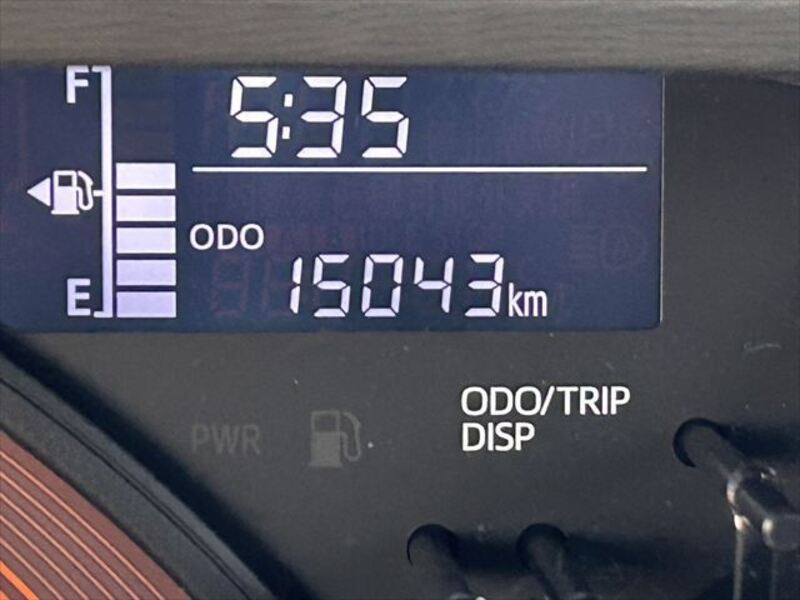 F
5:35
ODO
E
15043km
PWR
ODO/TRIP
DISP